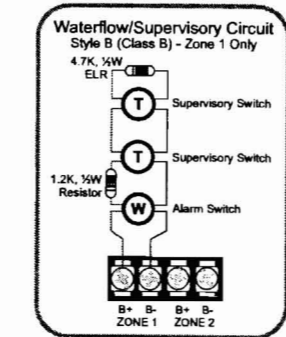 Waterflow/Supervisory Circuit
Style B (Class B) - Zone 1 Only
4.7K, ½W
ELR
T
Supervisory Switch
T
Supervisory Switch
1.2K, ½W
Resistor
W
Alarm Switch
B+ B- B+ B-
ZONE 1 ZONE 2